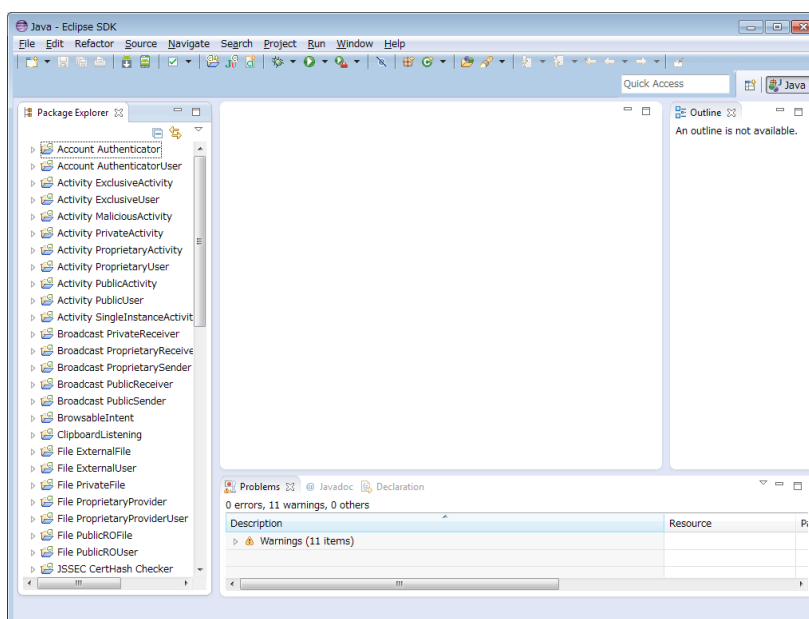 Java - Eclipse SDK
File Edit Refactor Source Navigate Search Project Run Window Help
Quick Access
Java
Package Explorer
Account Authenticator
Account AuthenticatorUser
Activity ExclusiveActivity
Activity ExclusiveUser
Activity MaliciousActivity
Activity PrivateActivity
Activity ProprietaryActivity
Activity ProprietaryUser
Activity PublicActivity
Activity PublicUser
Activity SingleInstanceActivit
Broadcast PrivateReceiver
Broadcast ProprietaryReceive
Broadcast ProprietarySender
Broadcast PublicReceiver
Broadcast PublicSender
BrowsableIntent
ClipboardListening
File ExternalFile
File ExternalUser
File PrivateFile
File ProprietaryProvider
File ProprietaryProviderUser
File PublicROFile
File PublicROUser
JSSEC CertHash Checker
Outline
An outline is not available.
Problems @ Javadoc Declaration
0 errors, 11 warnings, 0 others
Description Resource Pa
Warnings (11 items)